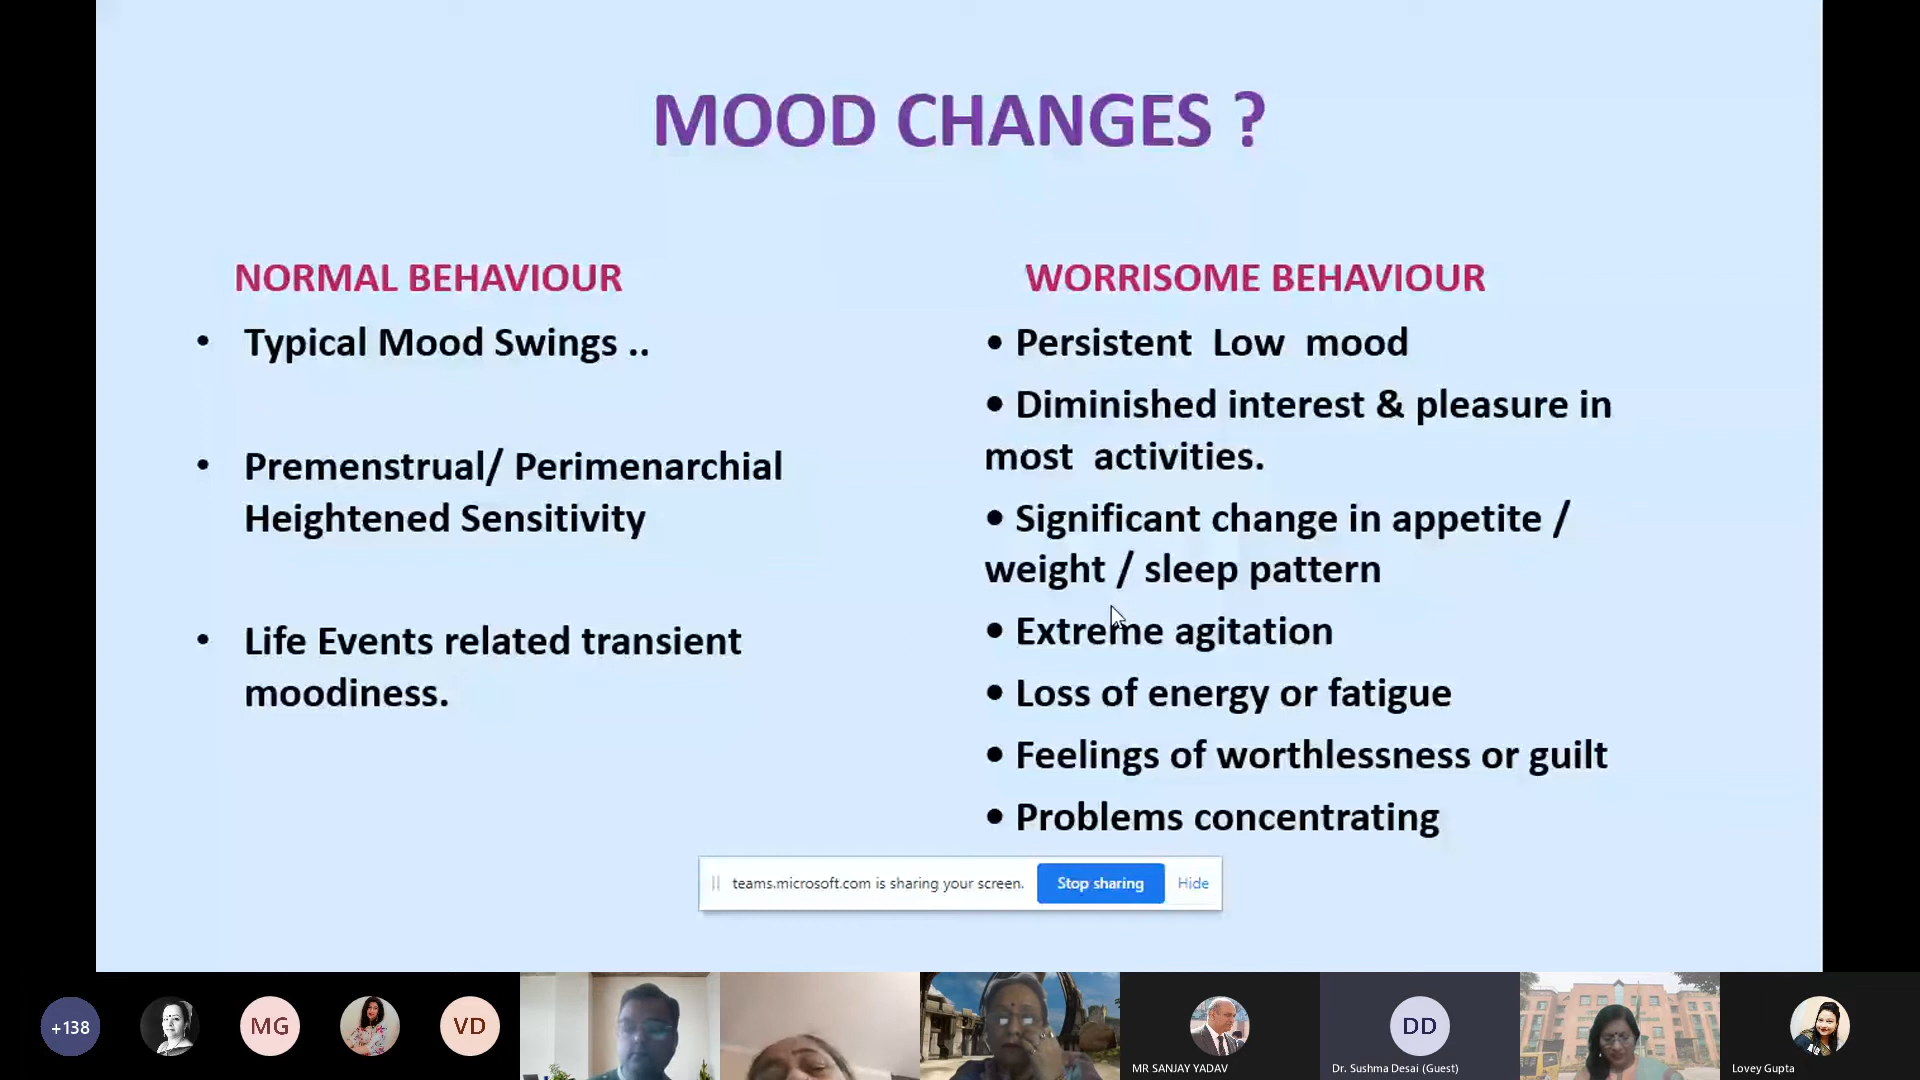 MOOD CHANGES ?
NORMAL BEHAVIOUR
• Typical Mood Swings ..
• Premenstrual/ Perimenarchial
Heightened Sensitivity
• Life Events related transient
moodiness.
WORRISOME BEHAVIOUR
• Persistent Low mood
• Diminished interest & pleasure in
most activities.
• Significant change in appetite /
weight / sleep pattern
• Extreme agitation
• Loss of energy or fatigue
• Feelings of worthlessness or guilt
• Problems concentrating
teams.microsoft.com is sharing your screen. Stop sharing Hide
+138 MG VD DD
MR SANJAY YADAV Dr. Sushma Desai (Guest) Lovey Gupta